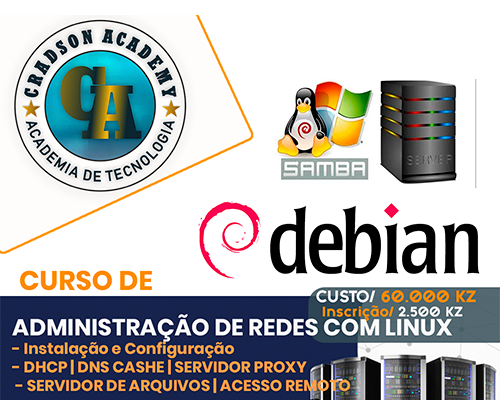 CRADSON ACADEMY
CA
ACADEMIA DE TECNOLOGIA
SAMBA
SERVER
debian
CURSO DE
CUSTO/ 60.000 KZ
Inscrição/ 2.500 KZ
ADMINISTRAÇÃO DE REDES COM LINUX
- Instalação e Configuração
- DHCP | DNS CASHE | SERVIDOR PROXY
- SERVIDOR DE ARQUIVOS | ACESSO REMOTO